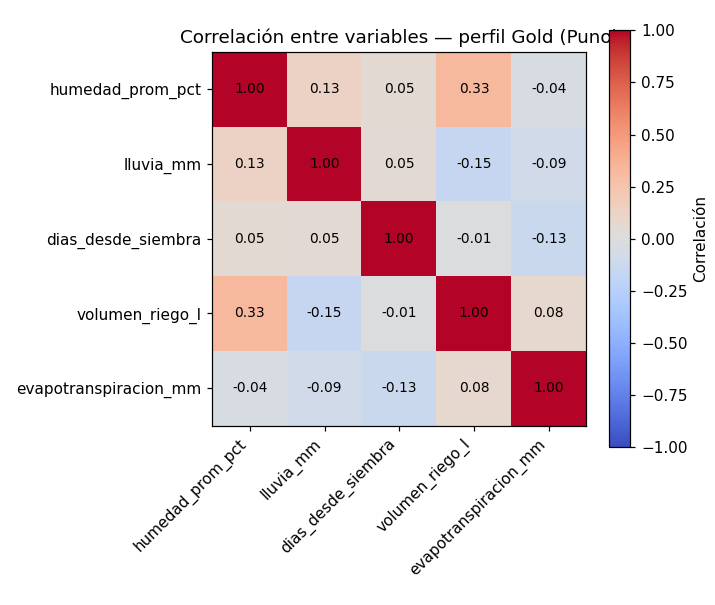 Correlación entre variables — perfil Gold (Puno
humedad_prom_pct 1.00 0.13 0.05 0.33 -0.04
lluvia_mm 0.13 1.00 0.05 -0.15 -0.09
dias_desde_siembra 0.05 0.05 1.00 -0.01 -0.13
volumen_riego_l 0.33 -0.15 -0.01 1.00 0.08
evapotranspiracion_mm -0.04 -0.09 -0.13 0.08 1.00
humedad_prom_pct
lluvia_mm
dias_desde_siembra
volumen_riego_l
evapotranspiracion_mm
1.00
0.75
0.50
0.25
0.00
−0.25
−0.50
−0.75
−1.00
Correlación